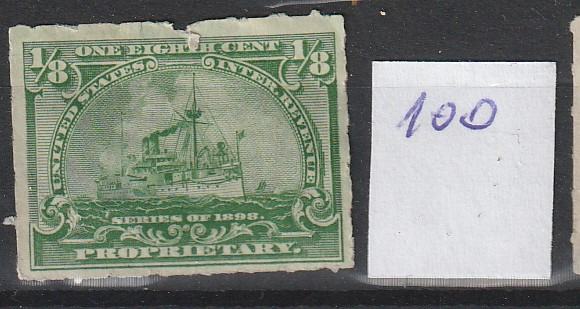 ONE EIGHTH CENT
1/8 1/8
UNITED STATES INTER. REVENUE
SERIES OF 1898.
PROPRIETARY.
100